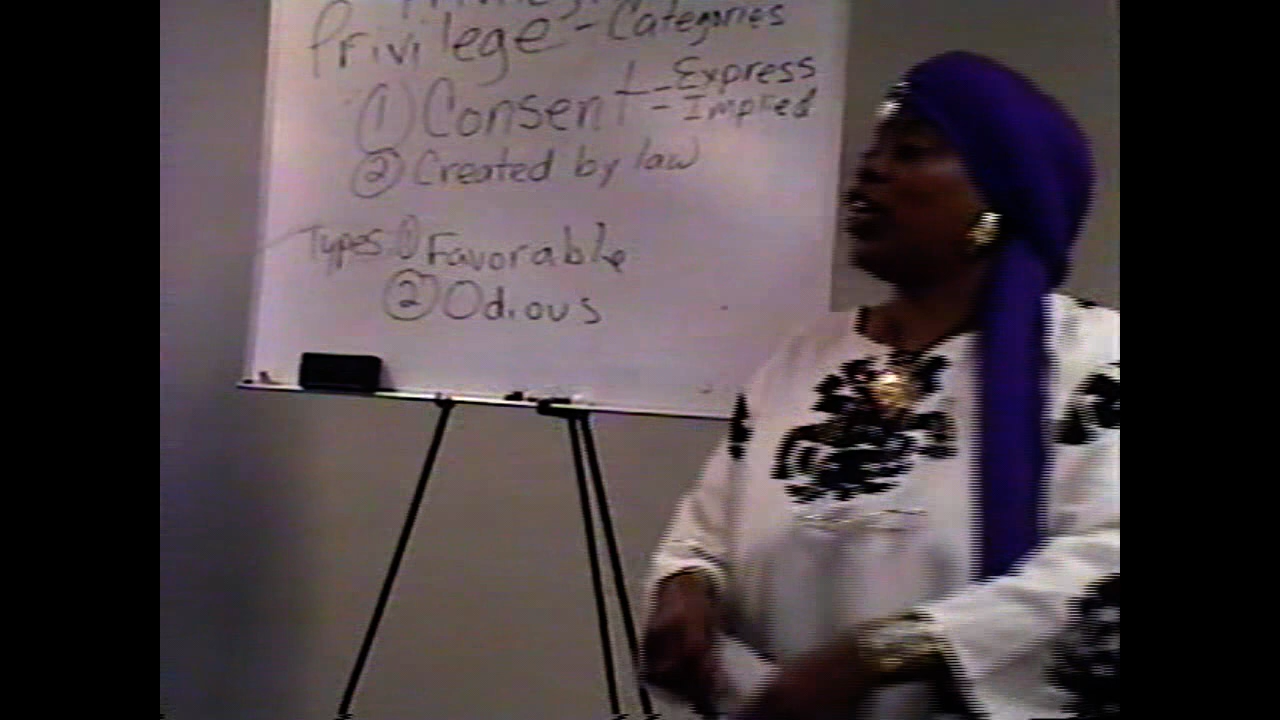 Privilege - Categories
① Consent - Express
- Implied
② Created by law
Types: ① Favorable
② Odious